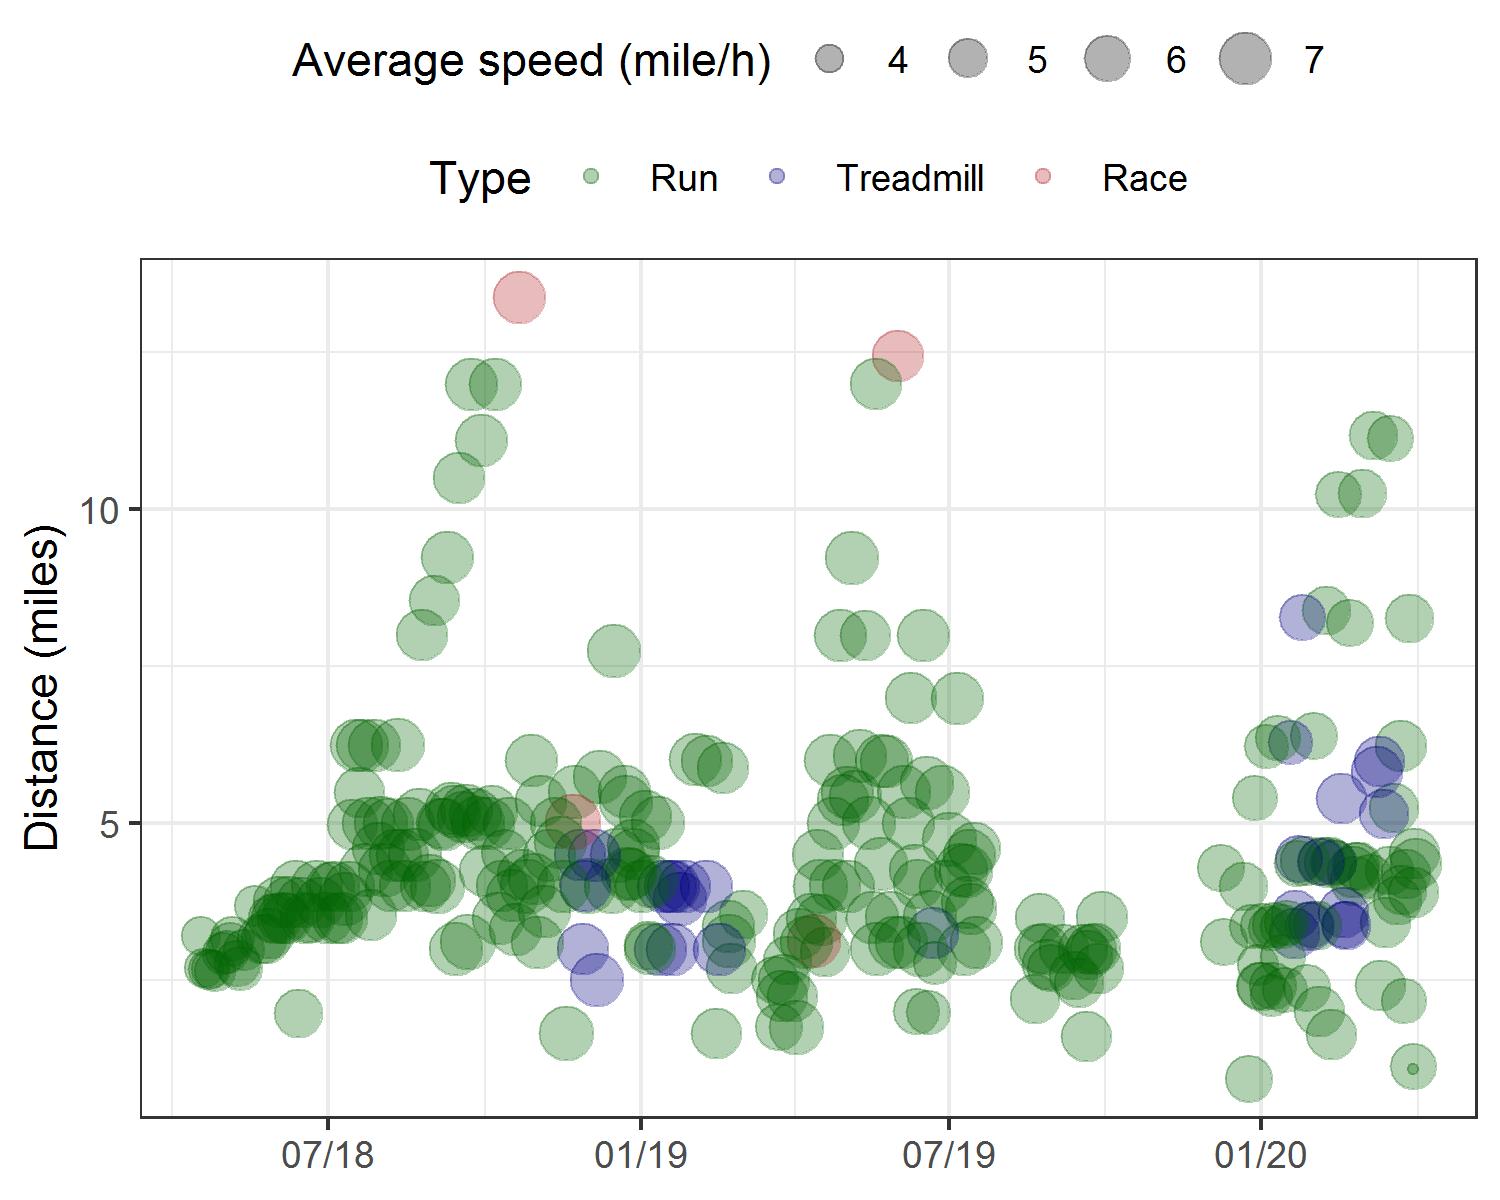 Average speed (mile/h) 4 5 6 7
Type Run Treadmill Race
Distance (miles)
10
5
07/18 01/19 07/19 01/20